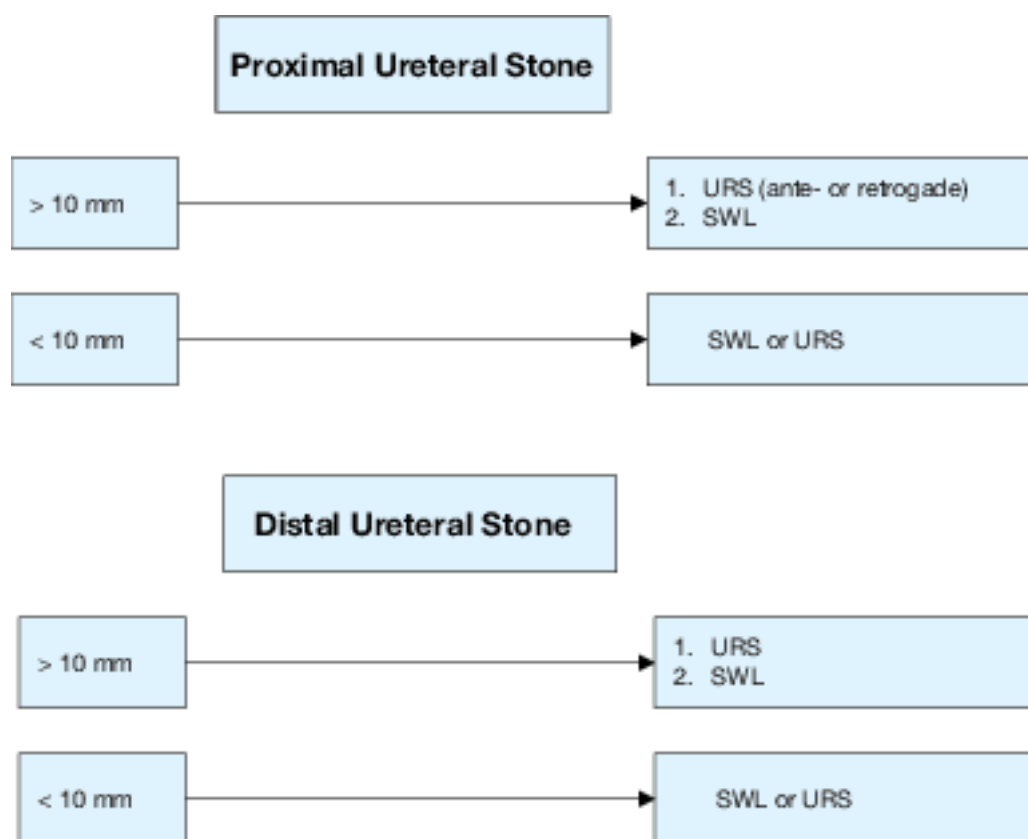 Proximal Ureteral Stone
> 10 mm
1. URS (ante- or retrogade)
2. SWL
< 10 mm
SWL or URS
Distal Ureteral Stone
> 10 mm
1. URS
2. SWL
< 10 mm
SWL or URS